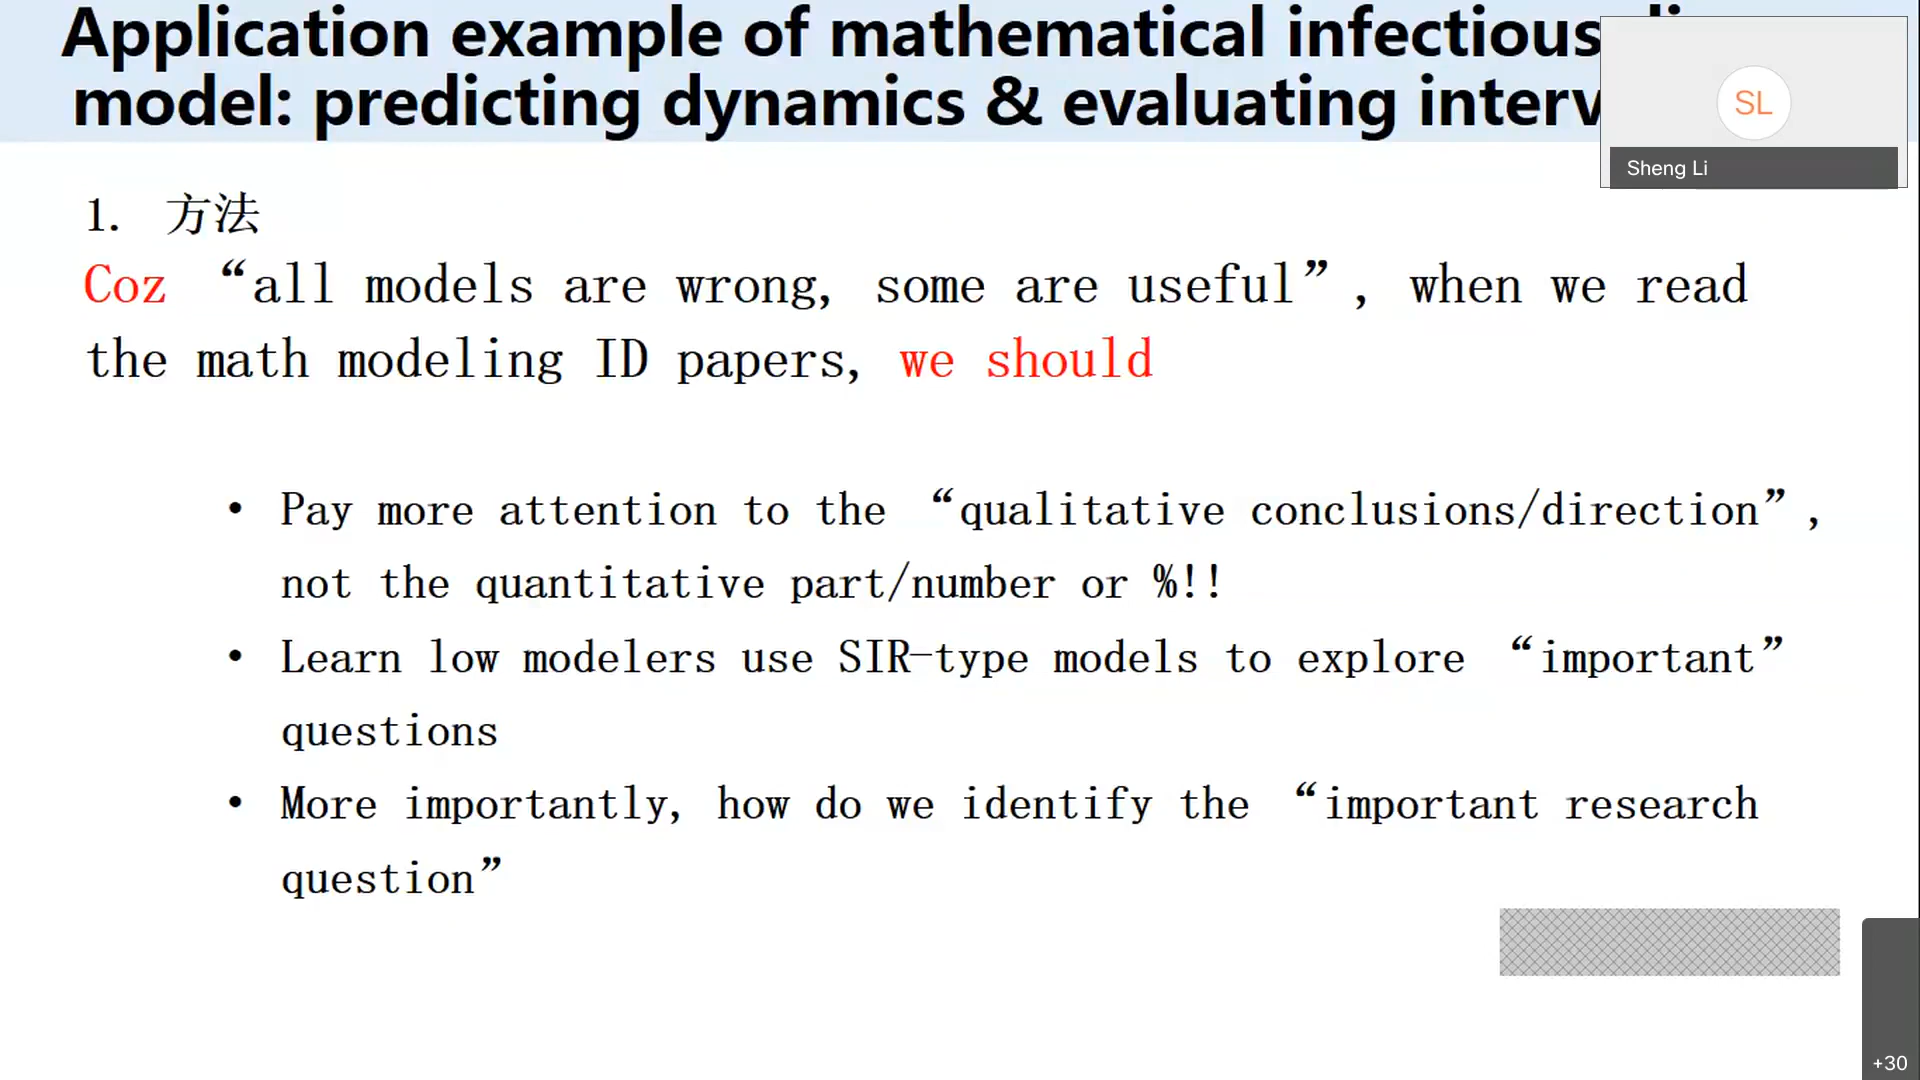 Application example of mathematical infectious
model: predicting dynamics & evaluating
SL
Sheng Li
1. 方法
Coz “all models are wrong, some are useful”, when we read
the math modeling ID papers, we should
• Pay more attention to the “qualitative conclusions/direction”,
not the quantitative part/number or %!!
• Learn low modelers use SIR-type models to explore “important”
questions
• More importantly, how do we identify the “important research
question”
+30